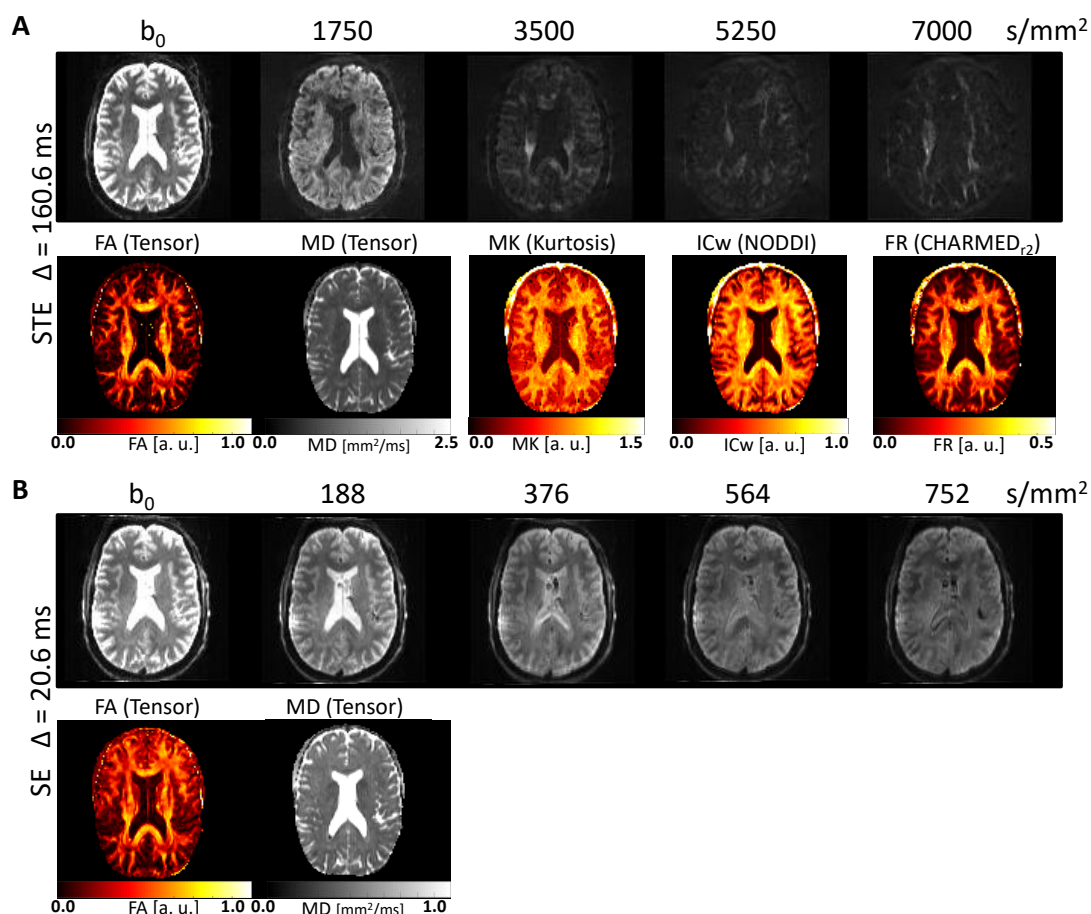 A b₀ 1750 3500 5250 7000 s/mm²
STE Δ = 160.6 ms
FA (Tensor) MD (Tensor) MK (Kurtosis) ICw (NODDI) FR (CHARMEDr2)
0.0 FA [a. u.] 1.0 0.0 MD [mm²/ms] 2.5 0.0 MK [a. u.] 1.5 0.0 ICw [a. u.] 1.0 0.0 FR [a. u.] 0.5
B b₀ 188 376 564 752 s/mm²
SE Δ = 20.6 ms
FA (Tensor) MD (Tensor)
0.0 FA [a. u.] 1.0 0.0 MD [mm²/ms] 1.0